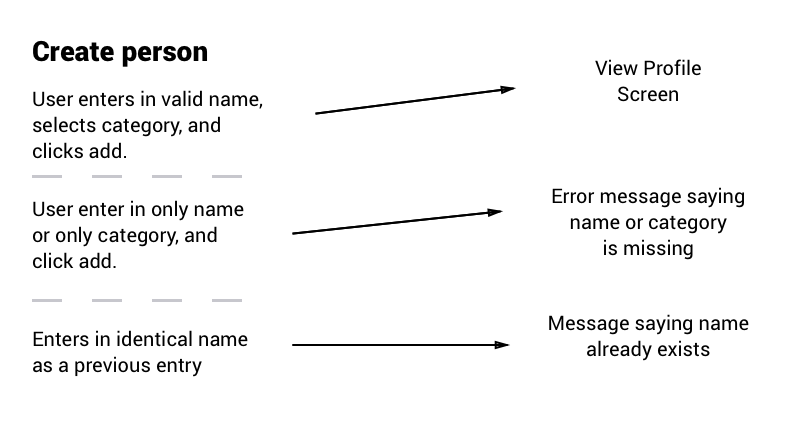 Create person
User enters in valid name,
selects category, and
clicks add.
View Profile
Screen
User enter in only name
or only category, and
click add.
Error message saying
name or category
is missing
Enters in identical name
as a previous entry
Message saying name
already exists